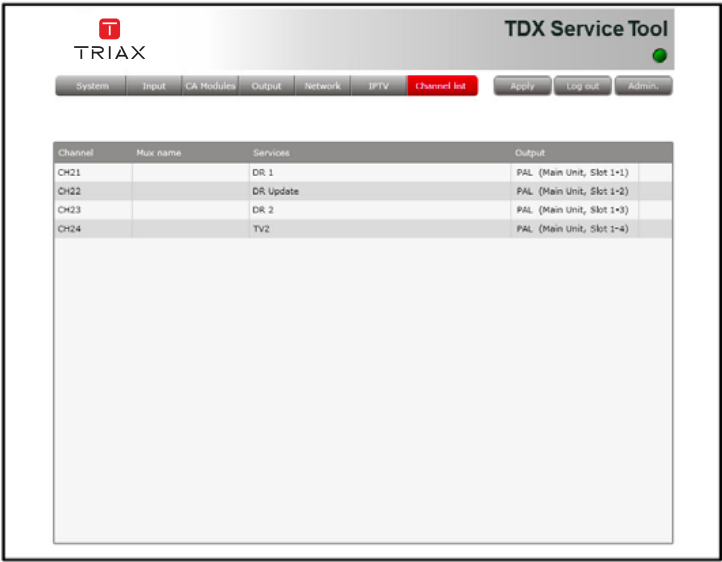 TRIAX
TDX Service Tool
System Input CA Modules Output Network IPTV Channel list Apply Log out Admin.
Channel Mux name Services Output
CH21 DR 1 PAL (Main Unit, Slot 1-1)
CH22 DR Update PAL (Main Unit, Slot 1-2)
CH23 DR 2 PAL (Main Unit, Slot 1-3)
CH24 TV2 PAL (Main Unit, Slot 1-4)